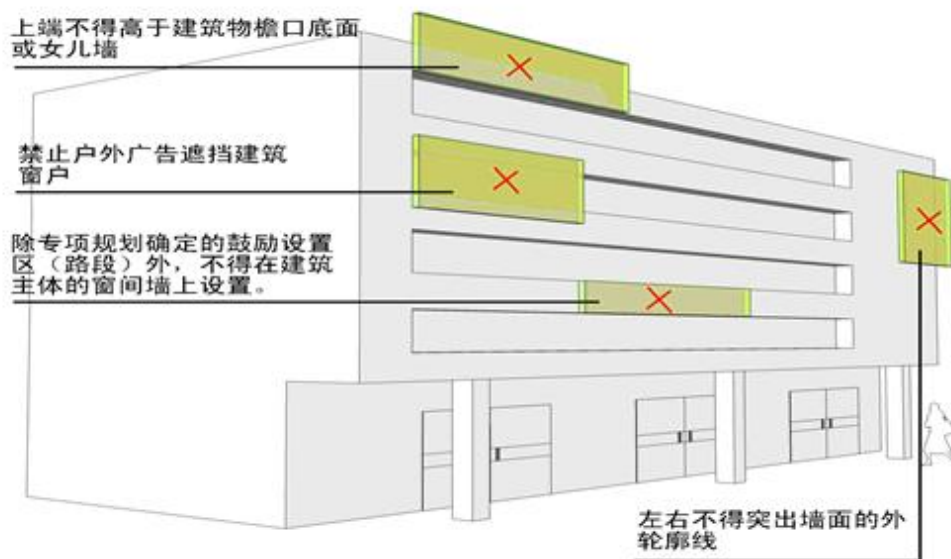 上端不得高于建筑物檐口底面
或女儿墙
禁止户外广告遮挡建筑
窗户
除专项规划确定的鼓励设置
区（路段）外，不得在建筑
主体的窗间墙上设置。
左右不得突出墙面的外
轮廓线